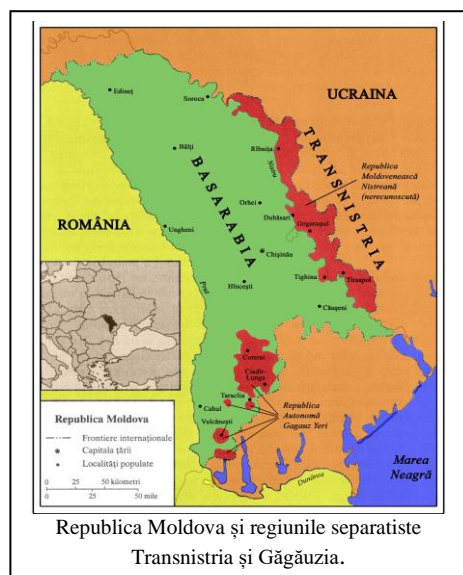 UCRAINA
Edineț
Soroca
TRANSNISTRIA
Bălți
Rîbnița
Nistru
Republica
Moldovenească
Nistreană
(nerecunoscută)
BASARABIA
Orhei
Dubăsari
Grigoriopol
ROMÂNIA
Ungheni
Chișinău
Tighina
Tiraspol
Prut
Hîncești
Căușeni
Comrat
Ciadîr-
Lunga
Taraclia
Cahul
Vulcănești
Republica
Autonomă
Gagauz Yeri
Republica Moldova
Frontiere internaționale
Capitala țării
Localități populate
0 25 50 kilometri
0 25 50 mile
Dunărea
Marea
Neagră
Republica Moldova și regiunile separatiste
Transnistria și Găgăuzia.